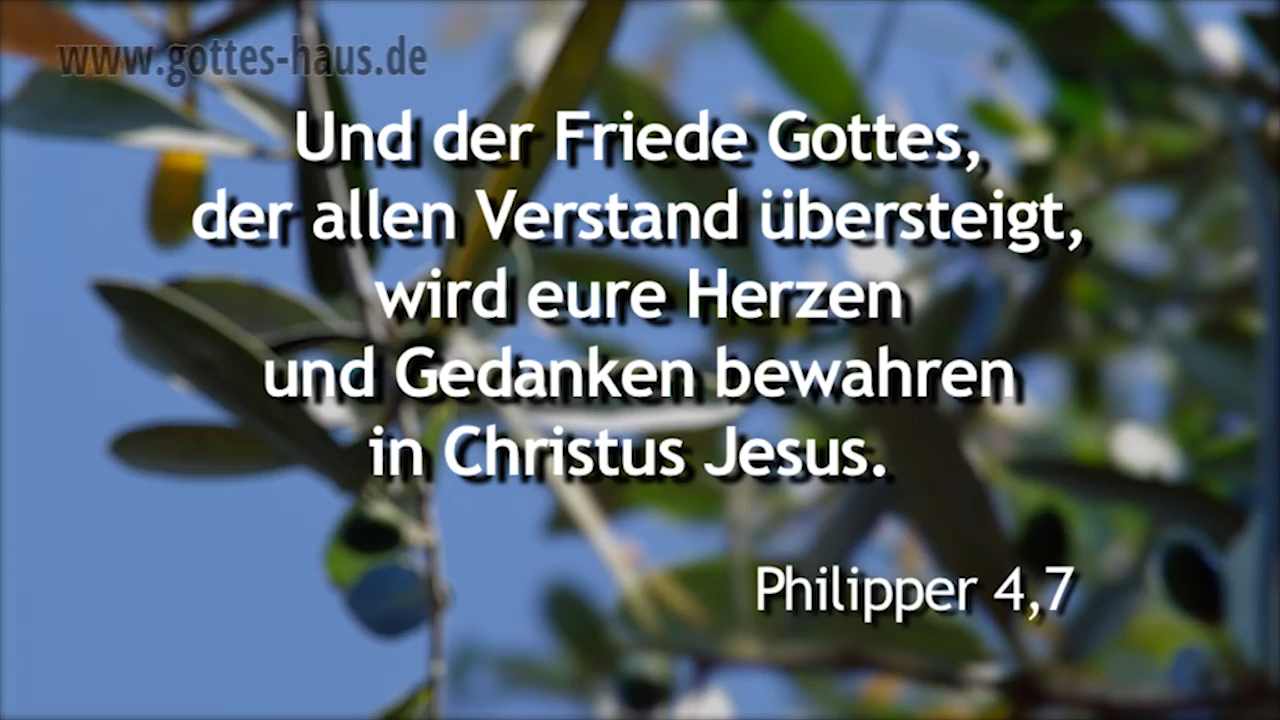 www.gottes-haus.de
Und der Friede Gottes,
der allen Verstand übersteigt,
wird eure Herzen
und Gedanken bewahren
in Christus Jesus.
Philipper 4,7